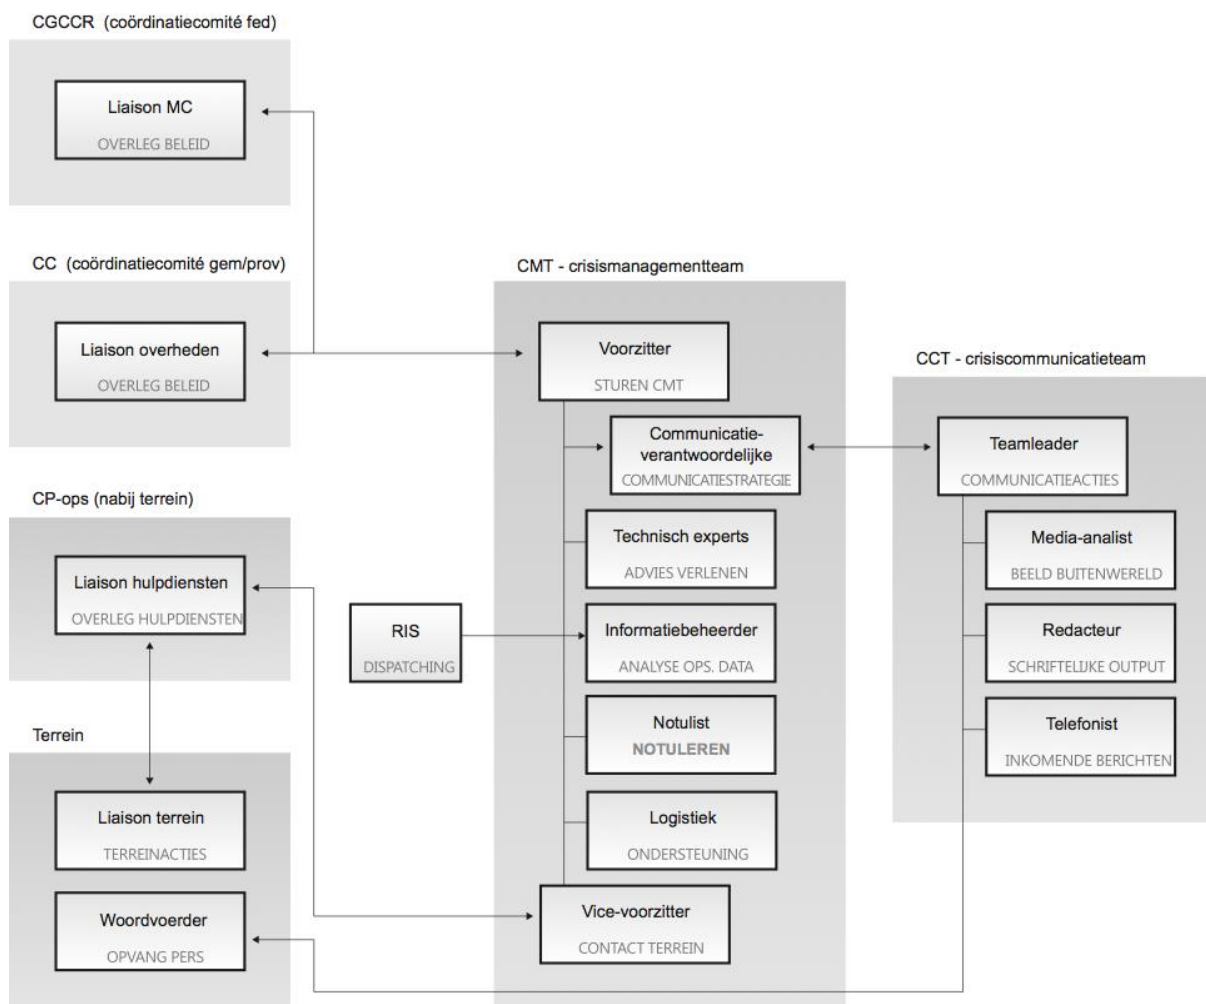 CGCCR (coördinatiecomité fed)
Liaison MC
OVERLEG BELEID
CC (coördinatiecomité gem/prov)
Liaison overheden
OVERLEG BELEID
CP-ops (nabij terrein)
Liaison hulpdiensten
OVERLEG HULPDIENSTEN
Terrein
Liaison terrein
TERREINACTIES
Woordvoerder
OPVANG PERS
RIS
DISPATCHING
CMT - crisismanagementteam
Voorzitter
STUREN CMT
Communicatie-
verantwoordelijke
COMMUNICATIESTRATEGIE
Technisch experts
ADVIES VERLENEN
Informatiebeheerder
ANALYSE OPS. DATA
Notulist
NOTULEREN
Logistiek
ONDERSTEUNING
Vice-voorzitter
CONTACT TERREIN
CCT - crisiscommunicatieteam
Teamleader
COMMUNICATIEACTIES
Media-analist
BEELD BUITENWERELD
Redacteur
SCHRIFTELIJKE OUTPUT
Telefonist
INKOMENDE BERICHTEN